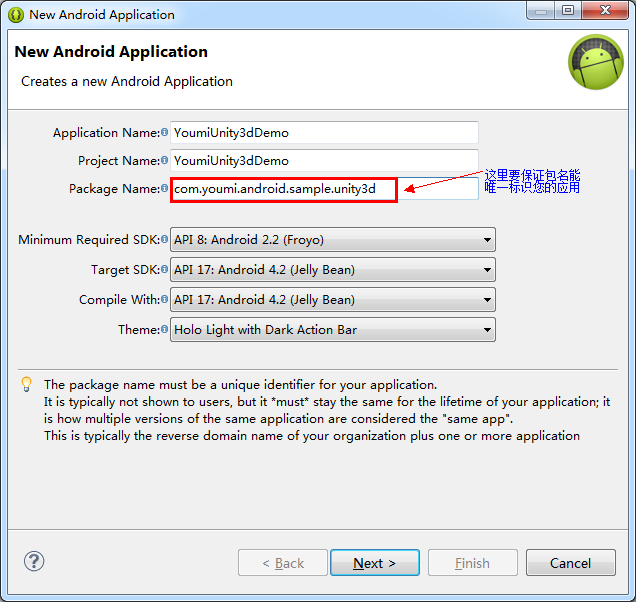 New Android Application
New Android Application
Creates a new Android Application
Application Name: YoumiUnity3dDemo
Project Name: YoumiUnity3dDemo
Package Name: com.youmi.android.sample.unity3d
这里要保证包名能
唯一标识您的应用
Minimum Required SDK: API 8: Android 2.2 (Froyo)
Target SDK: API 17: Android 4.2 (Jelly Bean)
Compile With: API 17: Android 4.2 (Jelly Bean)
Theme: Holo Light with Dark Action Bar
The package name must be a unique identifier for your application.
It is typically not shown to users, but it *must* stay the same for the lifetime of your application; it
is how multiple versions of the same application are considered the "same app".
This is typically the reverse domain name of your organization plus one or more application
? < Back Next > Finish Cancel